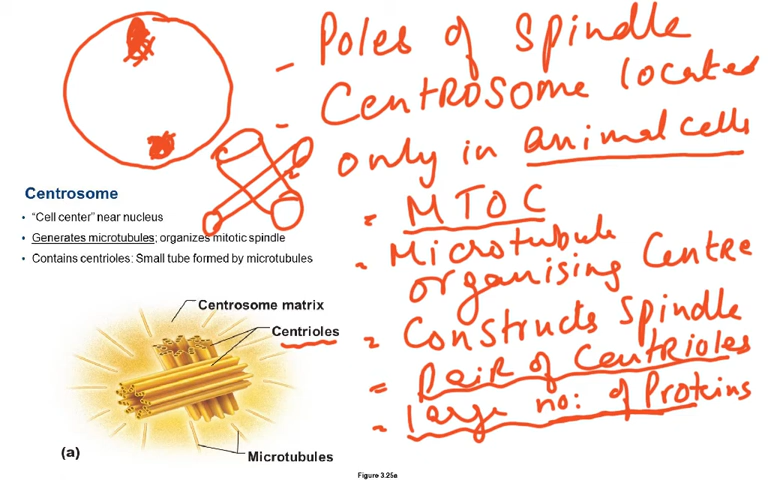 - Poles of Spindle
- Centrosome located
only in animal cells
Centrosome
• "Cell center" near nucleus
• Generates microtubules; organizes mitotic spindle
• Contains centrioles: Small tube formed by microtubules
- MTOC
- Microtubule
organising Centre
= Constructs Spindle
= Pair of Centrioles
= large no: of Proteins
Centrosome matrix
Centrioles
(a)
Microtubules
Figure 3.25a